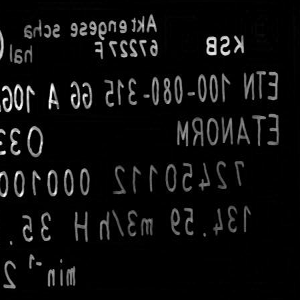 Aktengese scha
KSB 67227 F hal
ETN 100-080-315 GG A 10G
ETANORM 033
72450112 000100
134.59 m³/h H 35.
min⁻¹ 2